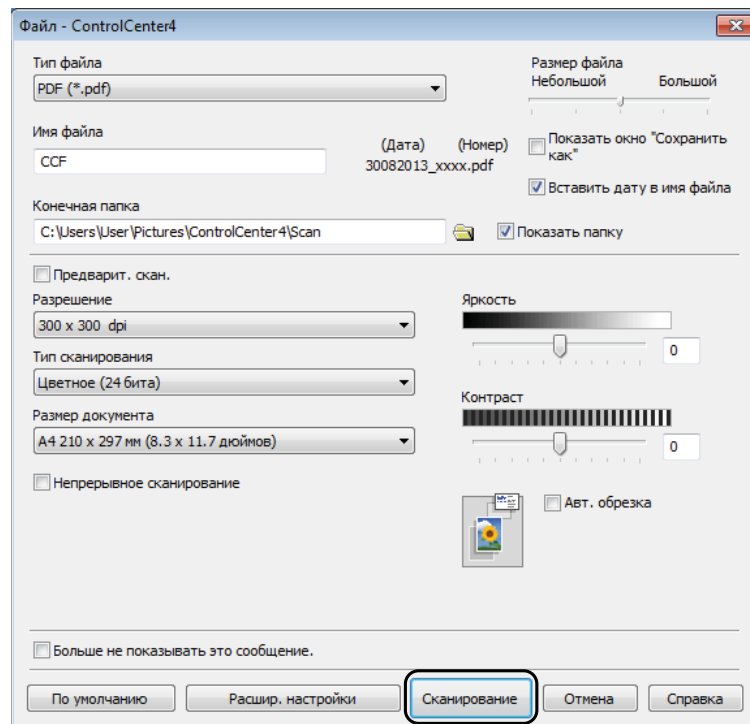 Файл - ControlCenter4
Тип файла
PDF (*.pdf)
Размер файла
Небольшой Большой
Имя файла
CCF
(Дата) (Номер)
30082013_xxxx.pdf
Показать окно "Сохранить
как"
Вставить дату в имя файла
Конечная папка
C:\Users\User\Pictures\ControlCenter4\Scan
Показать папку
Предварит. скан.
Разрешение
300 x 300 dpi
Тип сканирования
Цветное (24 бита)
Размер документа
A4 210 x 297 мм (8.3 x 11.7 дюймов)
Непрерывное сканирование
Яркость
0
Контраст
0
Авт. обрезка
Больше не показывать это сообщение.
По умолчанию Расшир. настройки Сканирование Отмена Справка